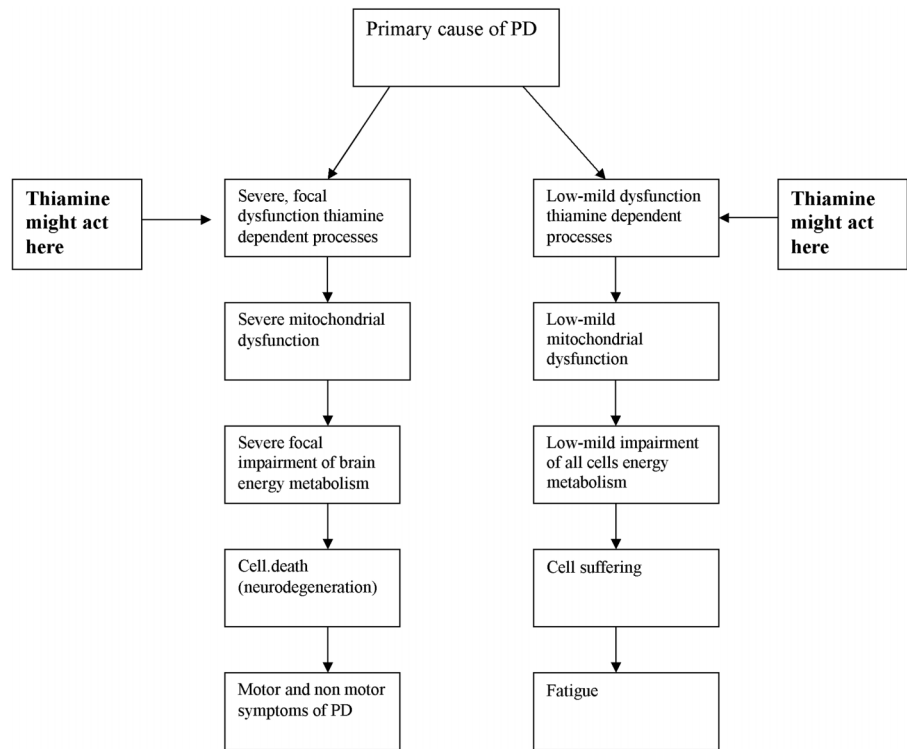 Primary cause of PD
Thiamine
might act
here
Severe, focal
dysfunction thiamine
dependent processes
Low-mild dysfunction
thiamine dependent
processes
Thiamine
might act
here
Severe mitochondrial
dysfunction
Low-mild
mitochondrial
dysfunction
Severe focal
impairment of brain
energy metabolism
Low-mild impairment
of all cells energy
metabolism
Cell.death
(neurodegeneration)
Cell suffering
Motor and non motor
symptoms of PD
Fatigue